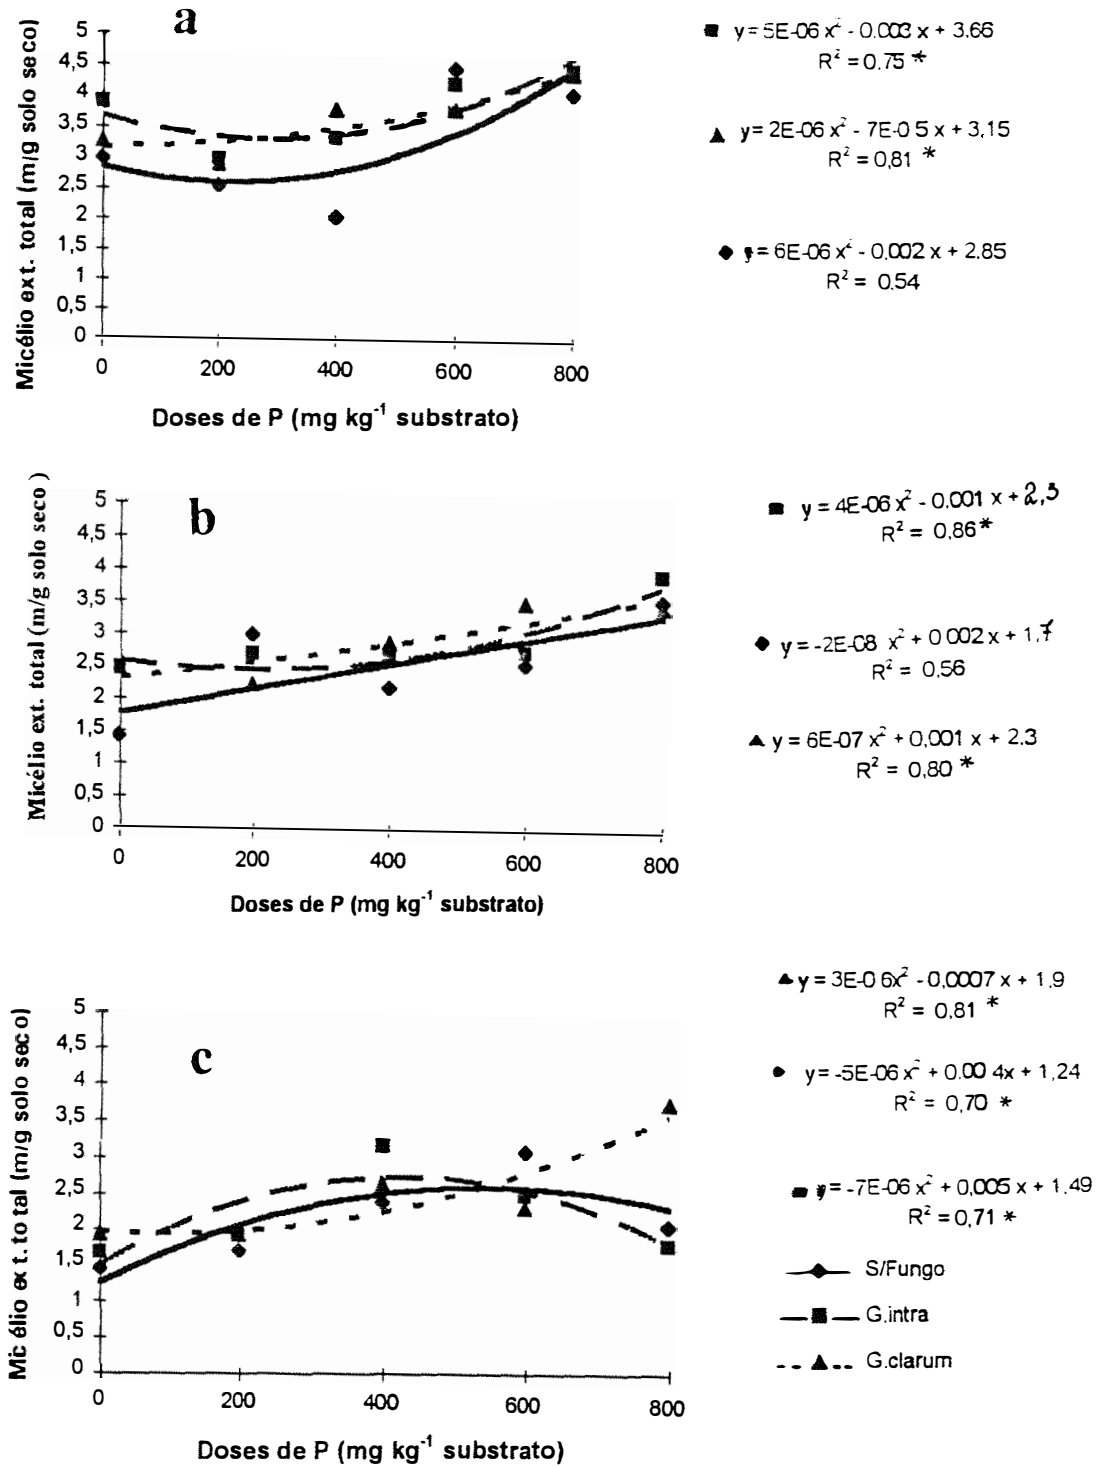 a
Micélio ext. total (m/g solo seco)
5
4,5
4
3,5
3
2,5
2
1,5
1
0,5
0
0 200 400 600 800
Doses de P (mg kg⁻¹ substrato)
y = 5E-06 x² - 0.003 x + 3.66
R² = 0.75 *
y = 2E-06 x² - 7E-05 x + 3.15
R² = 0,81 *
y = 6E-06 x² - 0.002 x + 2.85
R² = 0.54
b
Micélio ext. total (m/g solo seco)
5
4,5
4
3,5
3
2,5
2
1,5
1
0,5
0
0 200 400 600 800
Doses de P (mg kg⁻¹ substrato)
y = 4E-06 x² - 0.001 x + 2,3
R² = 0,86 *
y = -2E-08 x² + 0.002 x + 1,7
R² = 0,56
y = 6E-07 x² + 0,001 x + 2.3
R² = 0,80 *
c
Micélio ext. total (m/g solo seco)
5
4,5
4
3,5
3
2,5
2
1,5
1
0,5
0
0 200 400 600 800
Doses de P (mg kg⁻¹ substrato)
y = 3E-06x² - 0,0007 x + 1.9
R² = 0.81 *
y = -5E-06 x² + 0.004x + 1,24
R² = 0,70 *
y = -7E-06 x² + 0,005 x + 1.49
R² = 0,71 *
S/Fungo
G.intra
G.clarum